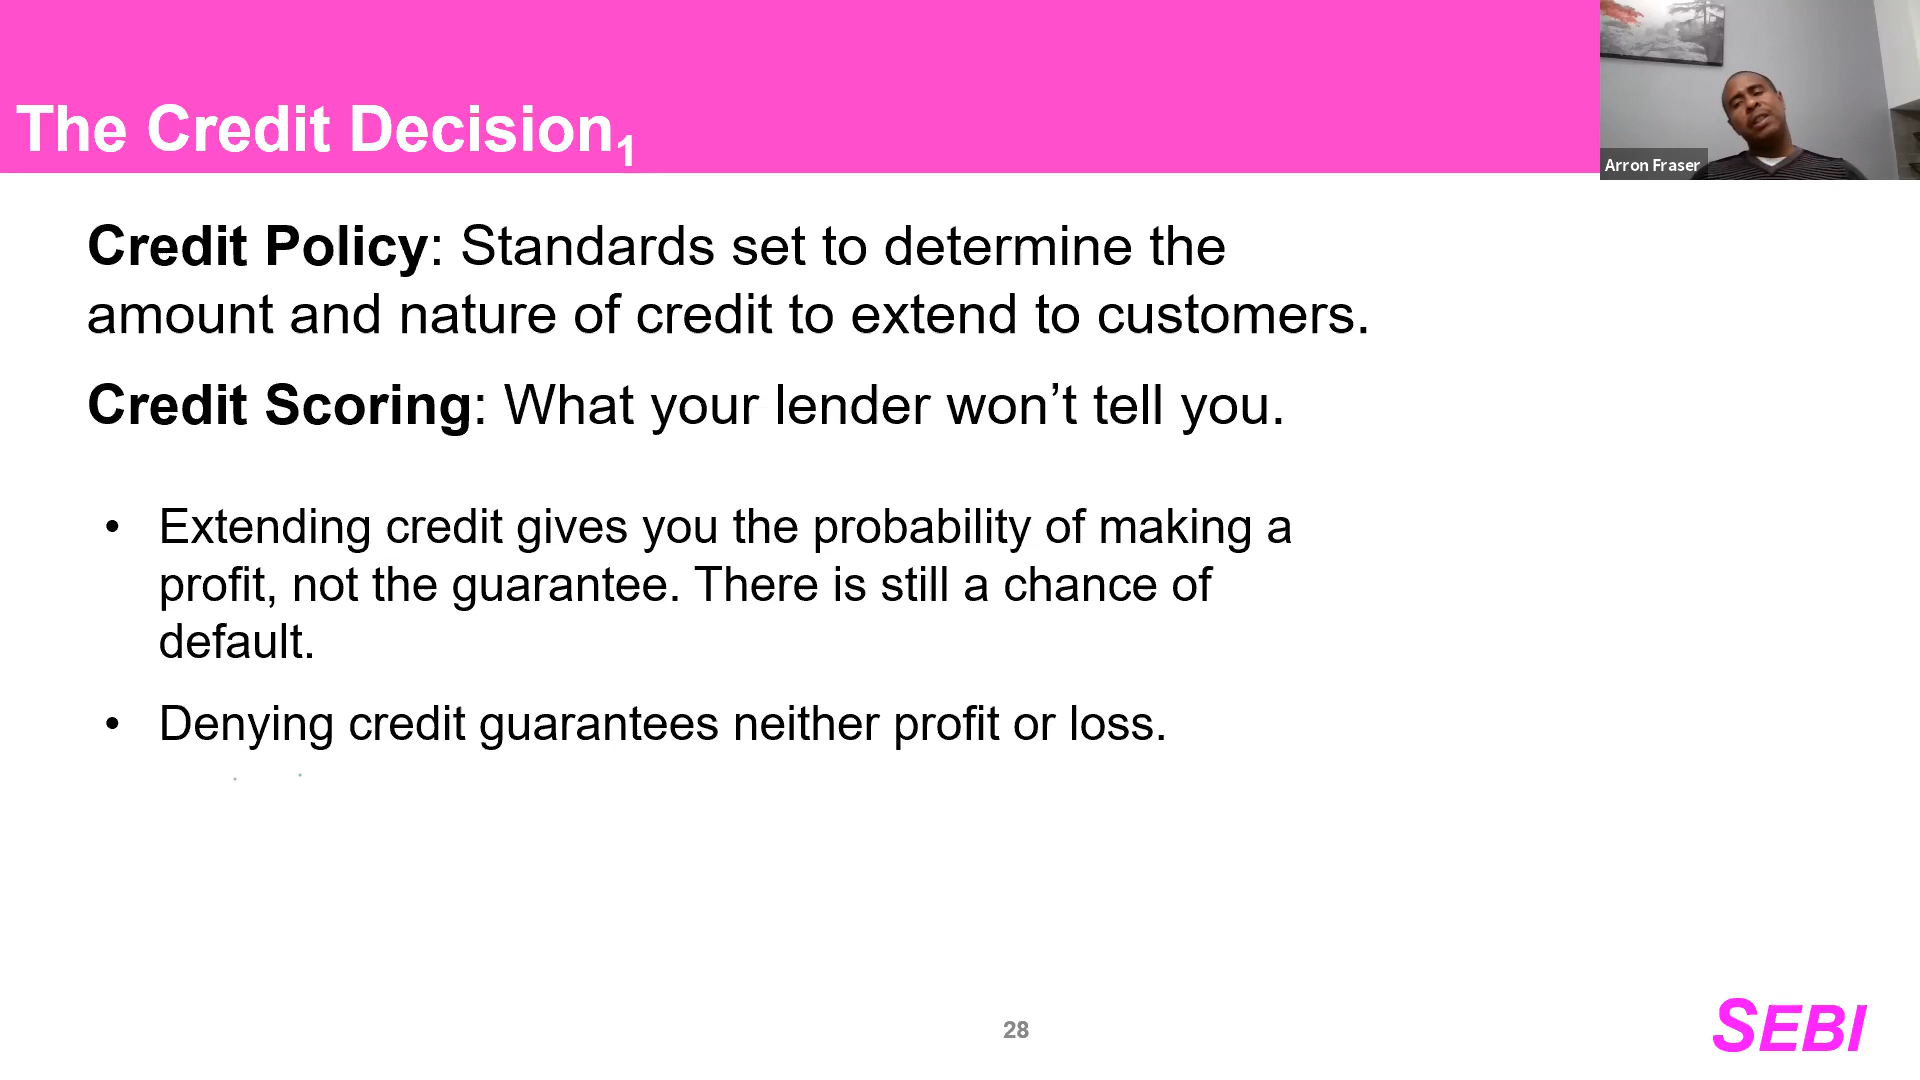 The Credit Decision1
Arron Fraser
Credit Policy: Standards set to determine the
amount and nature of credit to extend to customers.
Credit Scoring: What your lender won’t tell you.
• Extending credit gives you the probability of making a
profit, not the guarantee. There is still a chance of
default.
• Denying credit guarantees neither profit or loss.
28
SEBI